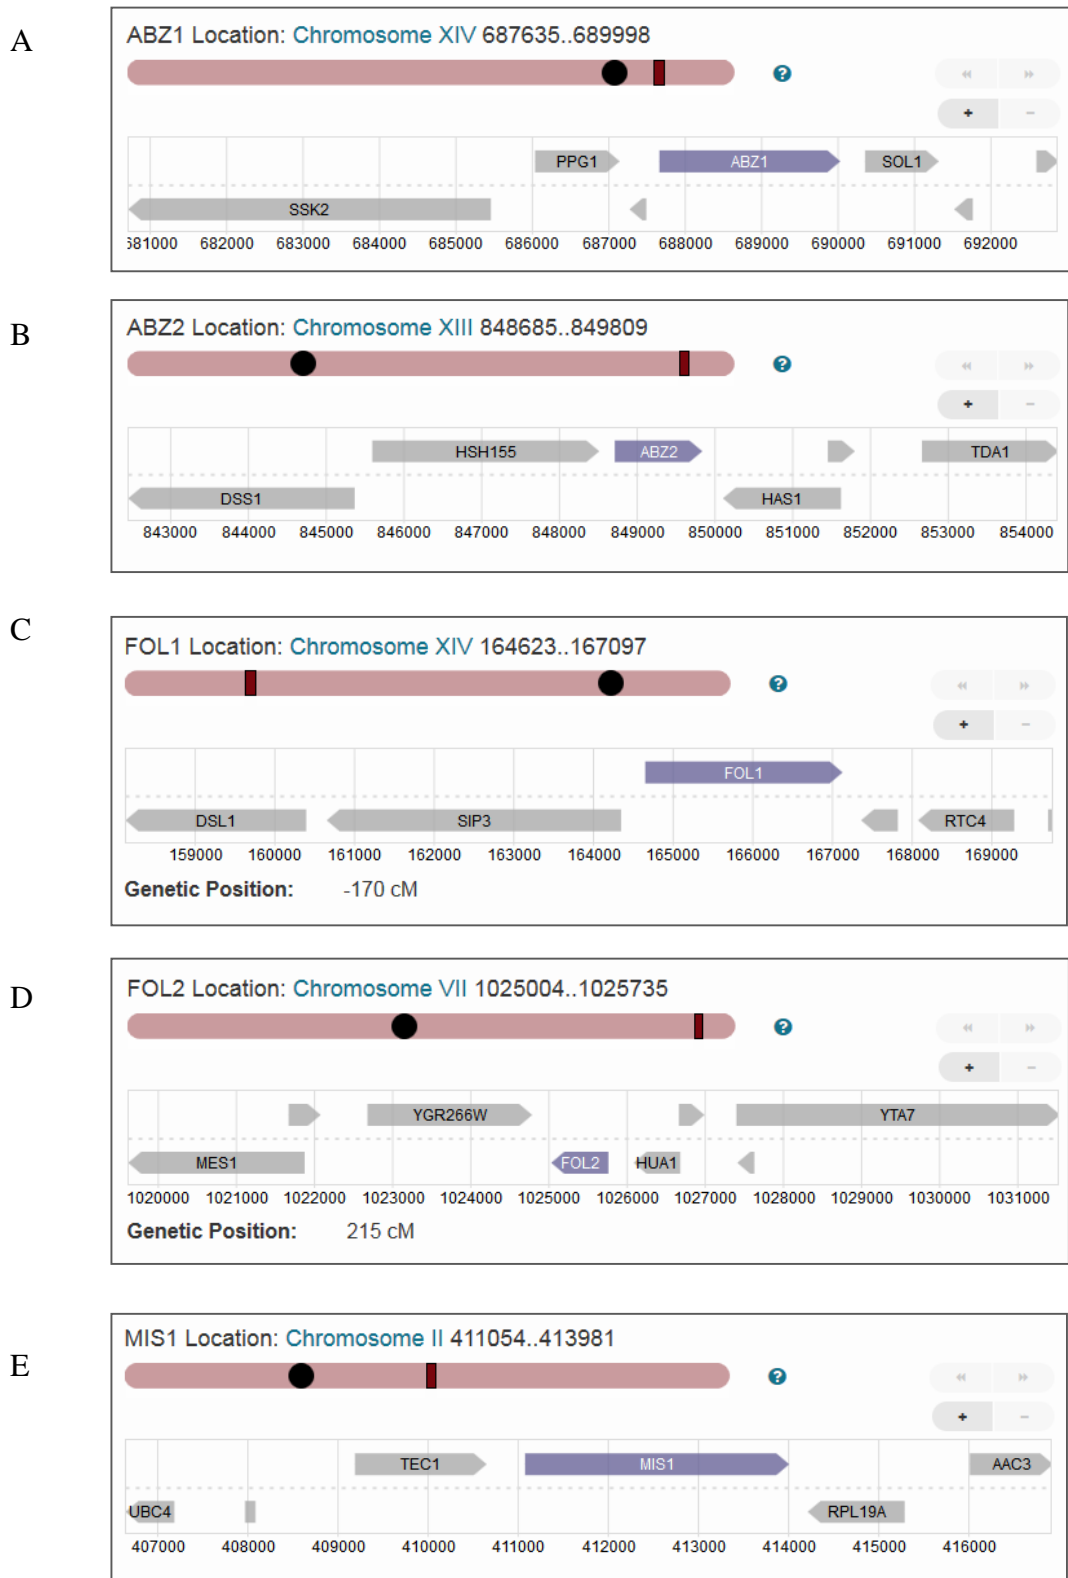 A
ABZ1 Location: Chromosome XIV 687635..689998
?
+ -
PPG1 ABZ1 SOL1
SSK2
681000 682000 683000 684000 685000 686000 687000 688000 689000 690000 691000 692000
B
ABZ2 Location: Chromosome XIII 848685..849809
?
+ -
HSH155 ABZ2 TDA1
DSS1 HAS1
843000 844000 845000 846000 847000 848000 849000 850000 851000 852000 853000 854000
C
FOL1 Location: Chromosome XIV 164623..167097
?
+ -
FOL1
DSL1 SIP3 RTC4
159000 160000 161000 162000 163000 164000 165000 166000 167000 168000 169000
Genetic Position: -170 cM
D
FOL2 Location: Chromosome VII 1025004..1025735
?
+ -
YGR266W YTA7
MES1 FOL2 HUA1
1020000 1021000 1022000 1023000 1024000 1025000 1026000 1027000 1028000 1029000 1030000 1031000
Genetic Position: 215 cM
E
MIS1 Location: Chromosome II 411054..413981
?
+ -
TEC1 MIS1 AAC3
UBC4 RPL19A
407000 408000 409000 410000 411000 412000 413000 414000 415000 416000